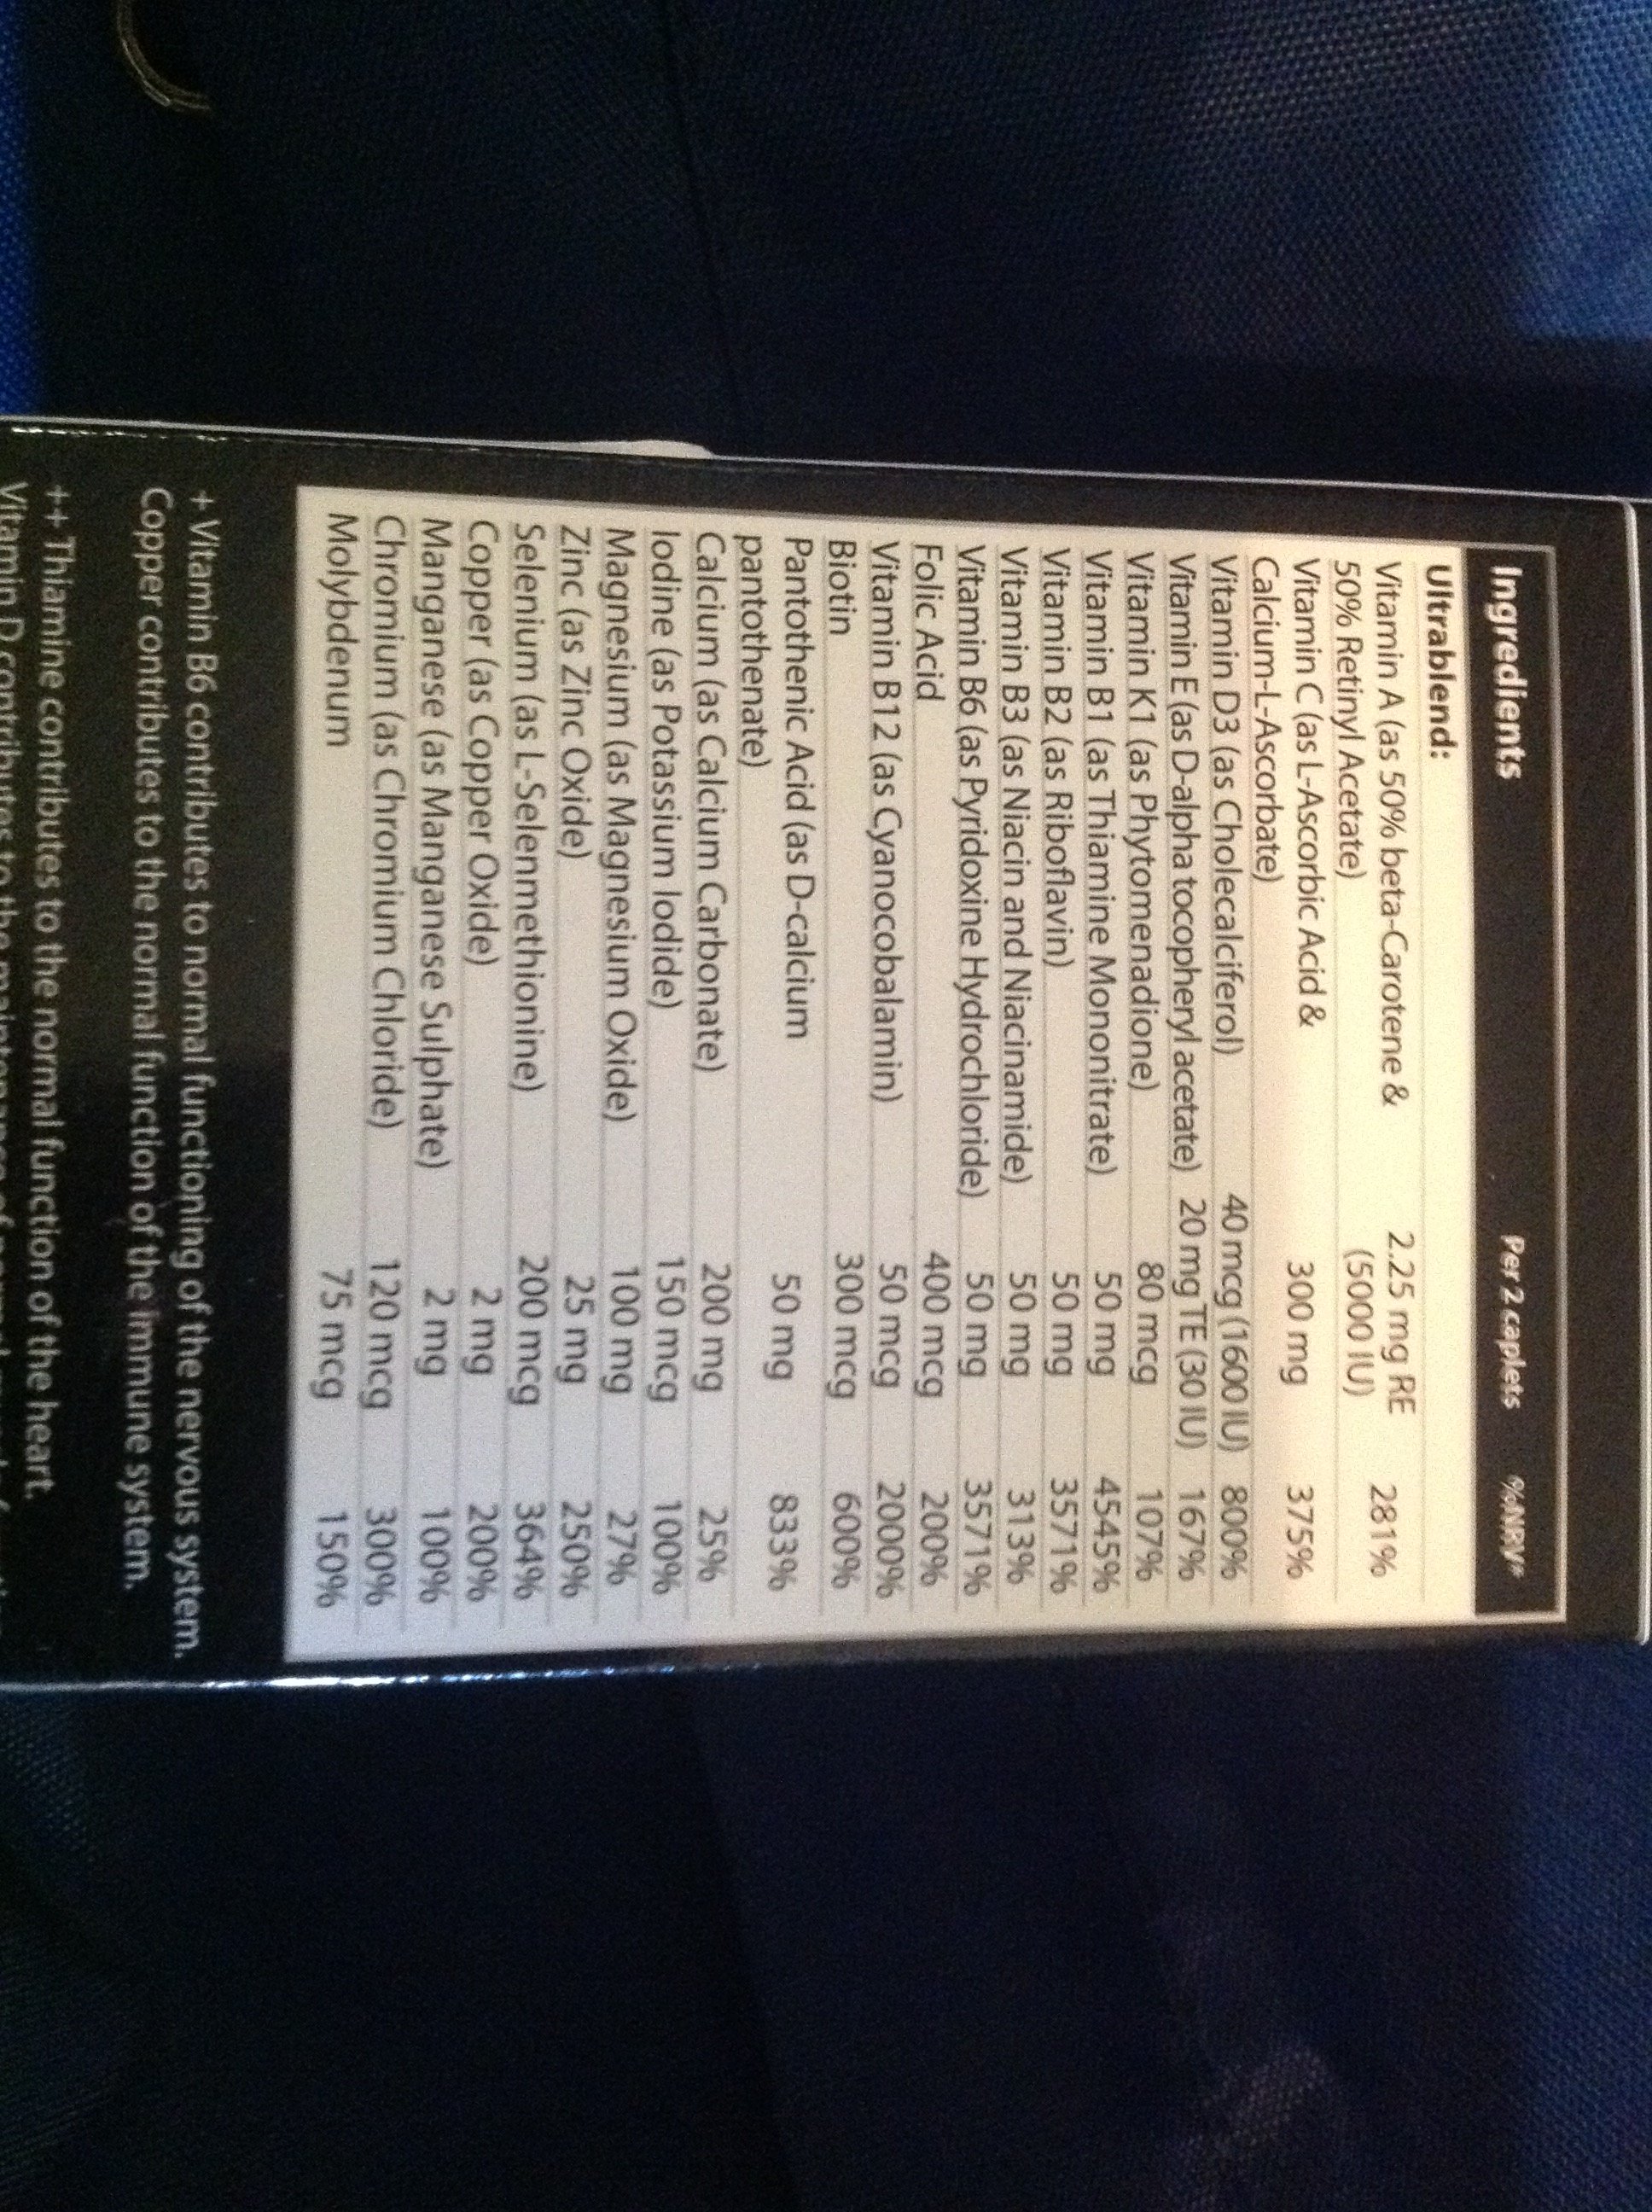 Ingredients Per 2 caplets %NRV*
Ultrablend:
Vitamin A (as 50% beta-Carotene & 2.25 mg RE 281%
50% Retinyl Acetate) (5000 IU)
Vitamin C (as L-Ascorbic Acid & 300 mg 375%
Calcium-L-Ascorbate)
Vitamin D3 (as Cholecalciferol) 40 mcg (1600 IU) 800%
Vitamin E (as D-alpha tocopheryl acetate) 20 mg TE (30 IU) 167%
Vitamin K1 (as Phytomenadione) 80 mcg 107%
Vitamin B1 (as Thiamine Mononitrate) 50 mg 4545%
Vitamin B2 (as Riboflavin) 50 mg 3571%
Vitamin B3 (as Niacin and Niacinamide) 50 mg 313%
Vitamin B6 (as Pyridoxine Hydrochloride) 50 mg 3571%
Folic Acid 400 mcg 200%
Vitamin B12 (as Cyanocobalamin) 50 mcg 2000%
Biotin 300 mcg 600%
Pantothenic Acid (as D-calcium 50 mg 833%
pantothenate)
Calcium (as Calcium Carbonate) 200 mg 25%
Iodine (as Potassium Iodide) 150 mcg 100%
Magnesium (as Magnesium Oxide) 100 mg 27%
Zinc (as Zinc Oxide) 25 mg 250%
Selenium (as L-Selenmethionine) 200 mcg 364%
Copper (as Copper Oxide) 2 mg 200%
Manganese (as Manganese Sulphate) 2 mg 100%
Chromium (as Chromium Chloride) 120 mcg 300%
Molybdenum 75 mcg 150%
+ Vitamin B6 contributes to normal functioning of the nervous system.
Copper contributes to the normal function of the immune system.
++ Thiamine contributes to the normal function of the heart.
Vitamin D contributes to the maintenance of